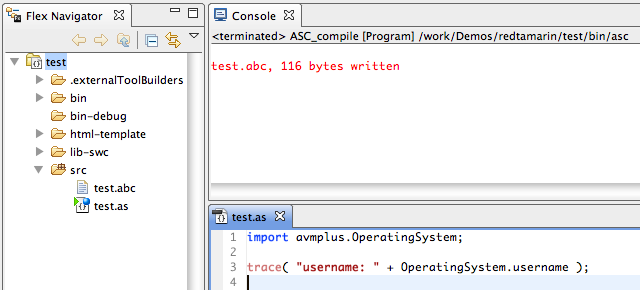 Flex Navigator
test
.externalToolBuilders
bin
bin-debug
html-template
lib-swc
src
test.abc
test.as
Console
<terminated> ASC_compile [Program] /work/Demos/redtamarin/test/bin/asc
test.abc, 116 bytes written
test.as
1 import avmplus.OperatingSystem;
2
3 trace( "username: " + OperatingSystem.username );
4